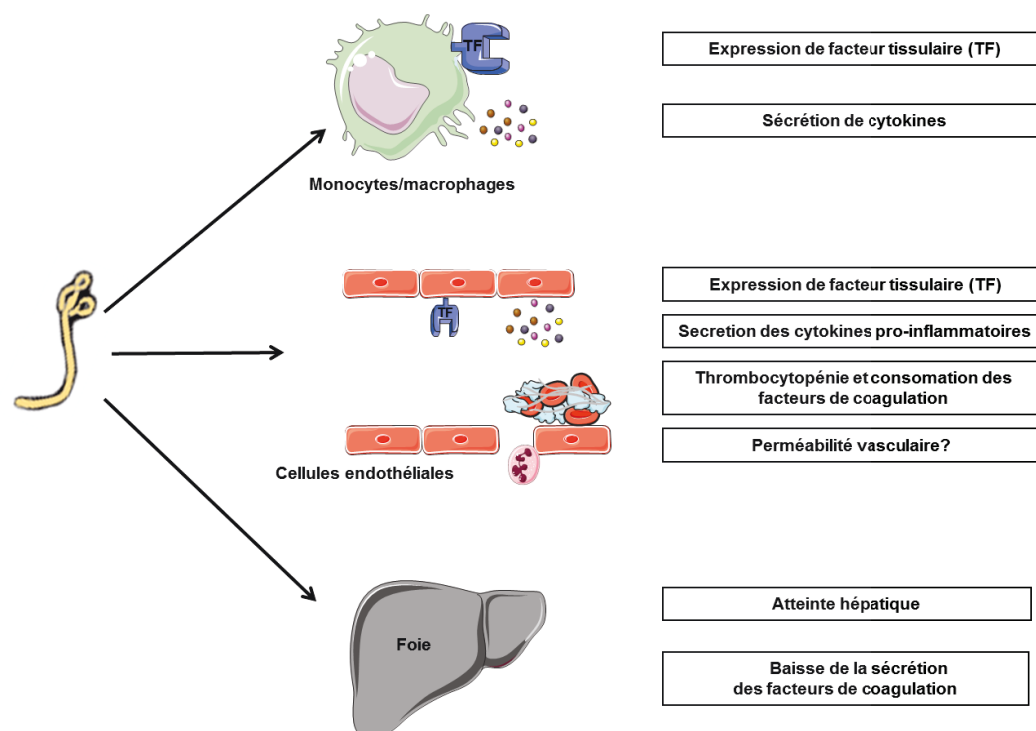 TF
Expression de facteur tissulaire (TF)
Sécrétion de cytokines
Monocytes/macrophages
TF
Expression de facteur tissulaire (TF)
Secretion des cytokines pro-inflammatoires
Thrombocytopénie et consomation des
facteurs de coagulation
Perméabilité vasculaire?
Cellules endothéliales
Foie
Atteinte hépatique
Baisse de la sécrétion
des facteurs de coagulation